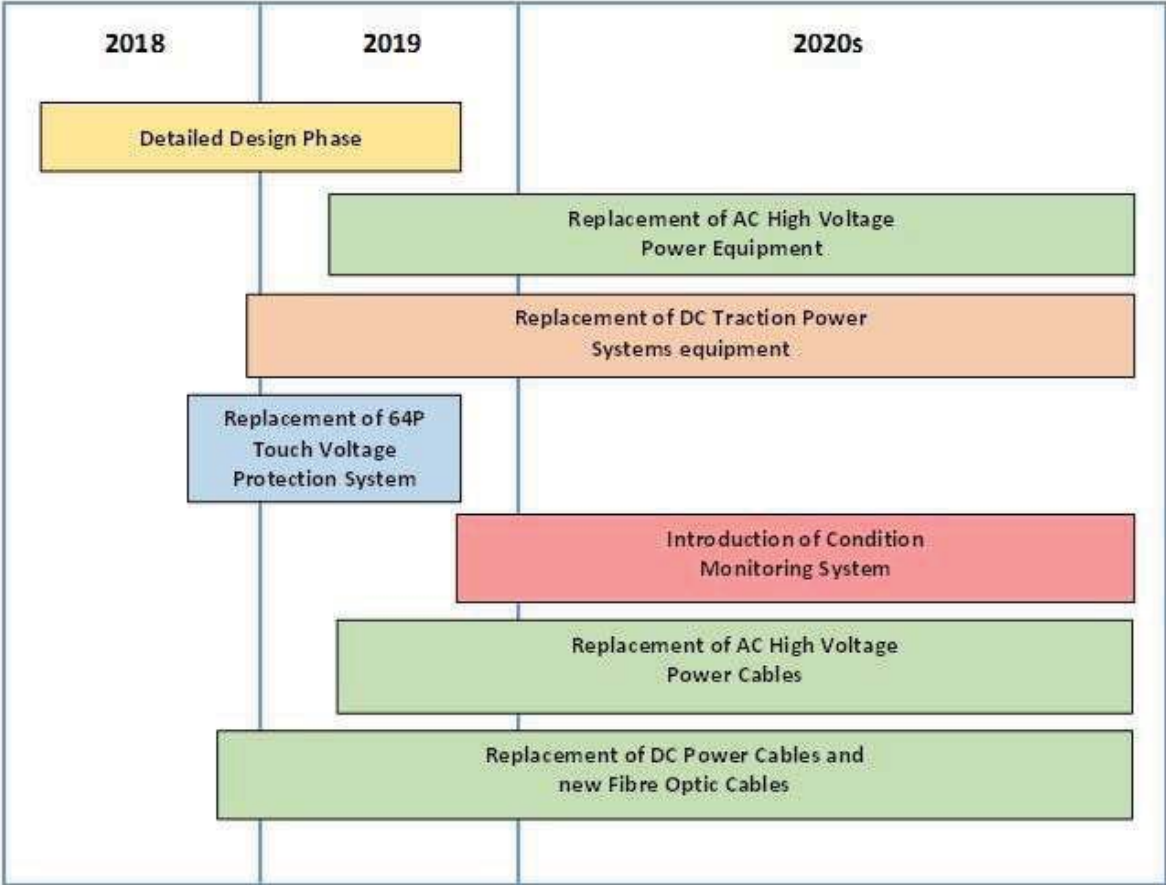 2018
2019
2020s
Detailed Design Phase
Replacement of AC High Voltage
Power Equipment
Replacement of DC Traction Power
Systems equipment
Replacement of 64P
Touch Voltage
Protection System
Introduction of Condition
Monitoring System
Replacement of AC High Voltage
Power Cables
Replacement of DC Power Cables and
new Fibre Optic Cables